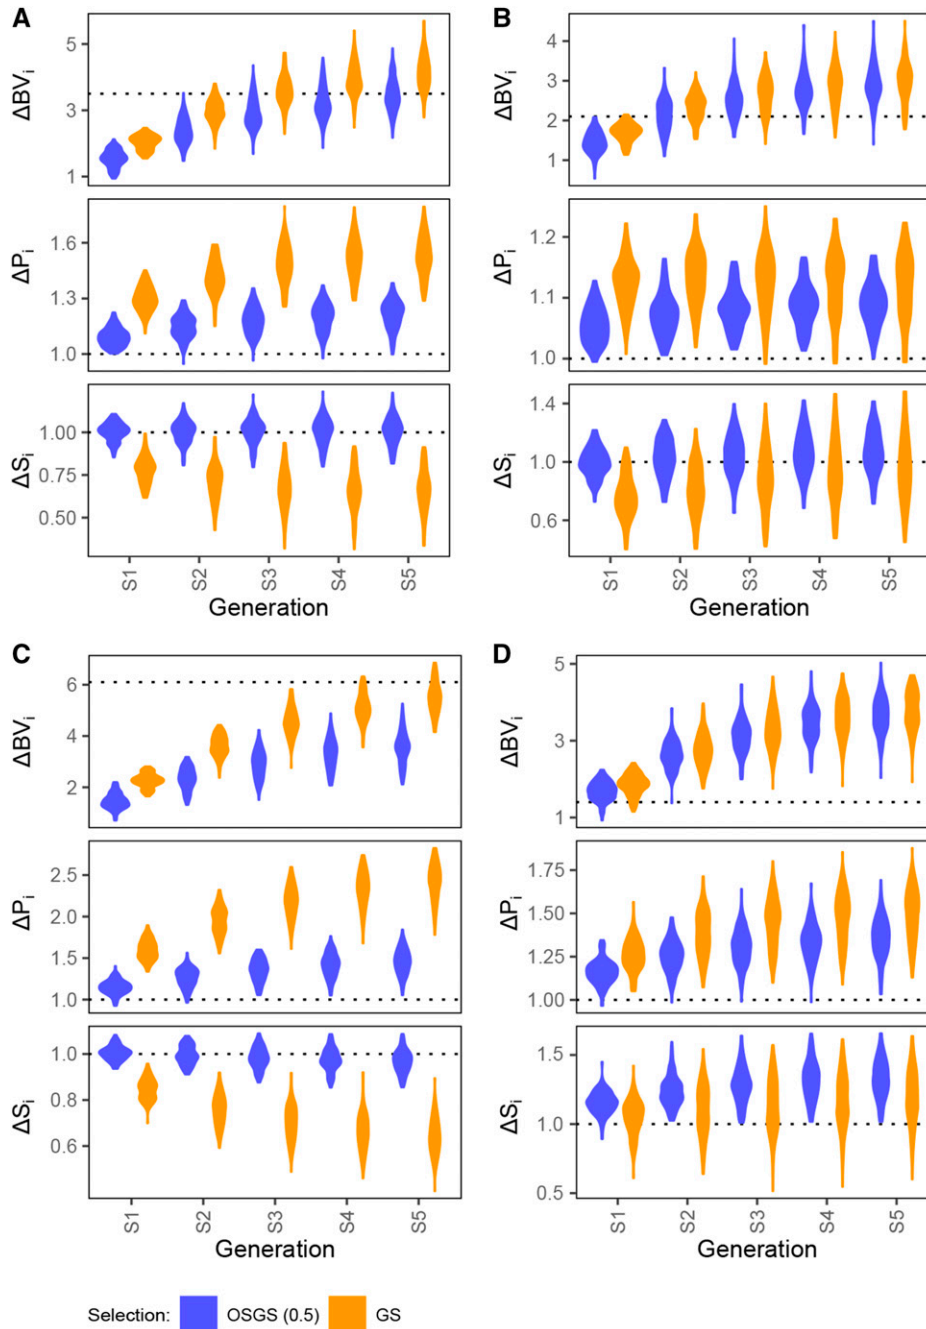 A
ΔBVi
5
3
1
ΔPi
1.6
1.3
1.0
ΔSi
1.00
0.75
0.50
S1 S2 S3 S4 S5
Generation
B
ΔBVi
4
3
2
1
ΔPi
1.2
1.1
1.0
ΔSi
1.4
1.0
0.6
S1 S2 S3 S4 S5
Generation
C
ΔBVi
6
4
2
ΔPi
2.5
2.0
1.5
1.0
ΔSi
1.0
0.8
0.6
S1 S2 S3 S4 S5
Generation
D
ΔBVi
5
3
1
ΔPi
1.75
1.50
1.25
1.00
ΔSi
1.5
1.0
0.5
S1 S2 S3 S4 S5
Generation
Selection: OSGS (0.5) GS